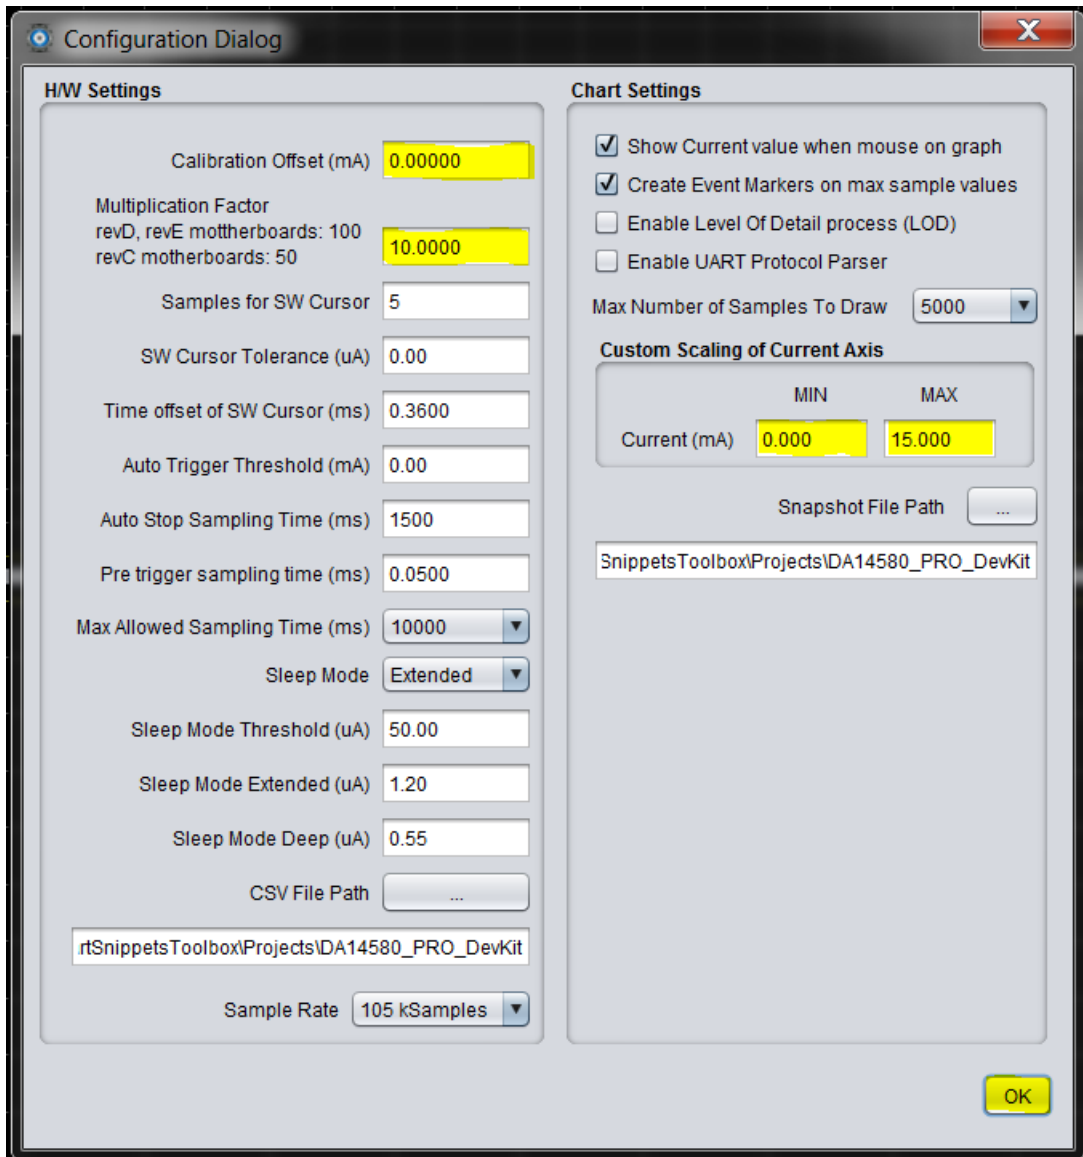 Configuration Dialog
H/W Settings
Calibration Offset (mA) 0.00000
Multiplication Factor
revD, revE mottherboards: 100
revC motherboards: 50
10.0000
Samples for SW Cursor 5
SW Cursor Tolerance (uA) 0.00
Time offset of SW Cursor (ms) 0.3600
Auto Trigger Threshold (mA) 0.00
Auto Stop Sampling Time (ms) 1500
Pre trigger sampling time (ms) 0.0500
Max Allowed Sampling Time (ms) 10000
Sleep Mode Extended
Sleep Mode Threshold (uA) 50.00
Sleep Mode Extended (uA) 1.20
Sleep Mode Deep (uA) 0.55
CSV File Path ...
rtSnippetsToolbox\Projects\DA14580_PRO_DevKit
Sample Rate 105 kSamples
Chart Settings
Show Current value when mouse on graph
Create Event Markers on max sample values
Enable Level Of Detail process (LOD)
Enable UART Protocol Parser
Max Number of Samples To Draw 5000
Custom Scaling of Current Axis
MIN MAX
Current (mA) 0.000 15.000
Snapshot File Path ...
SnippetsToolbox\Projects\DA14580_PRO_DevKit
OK